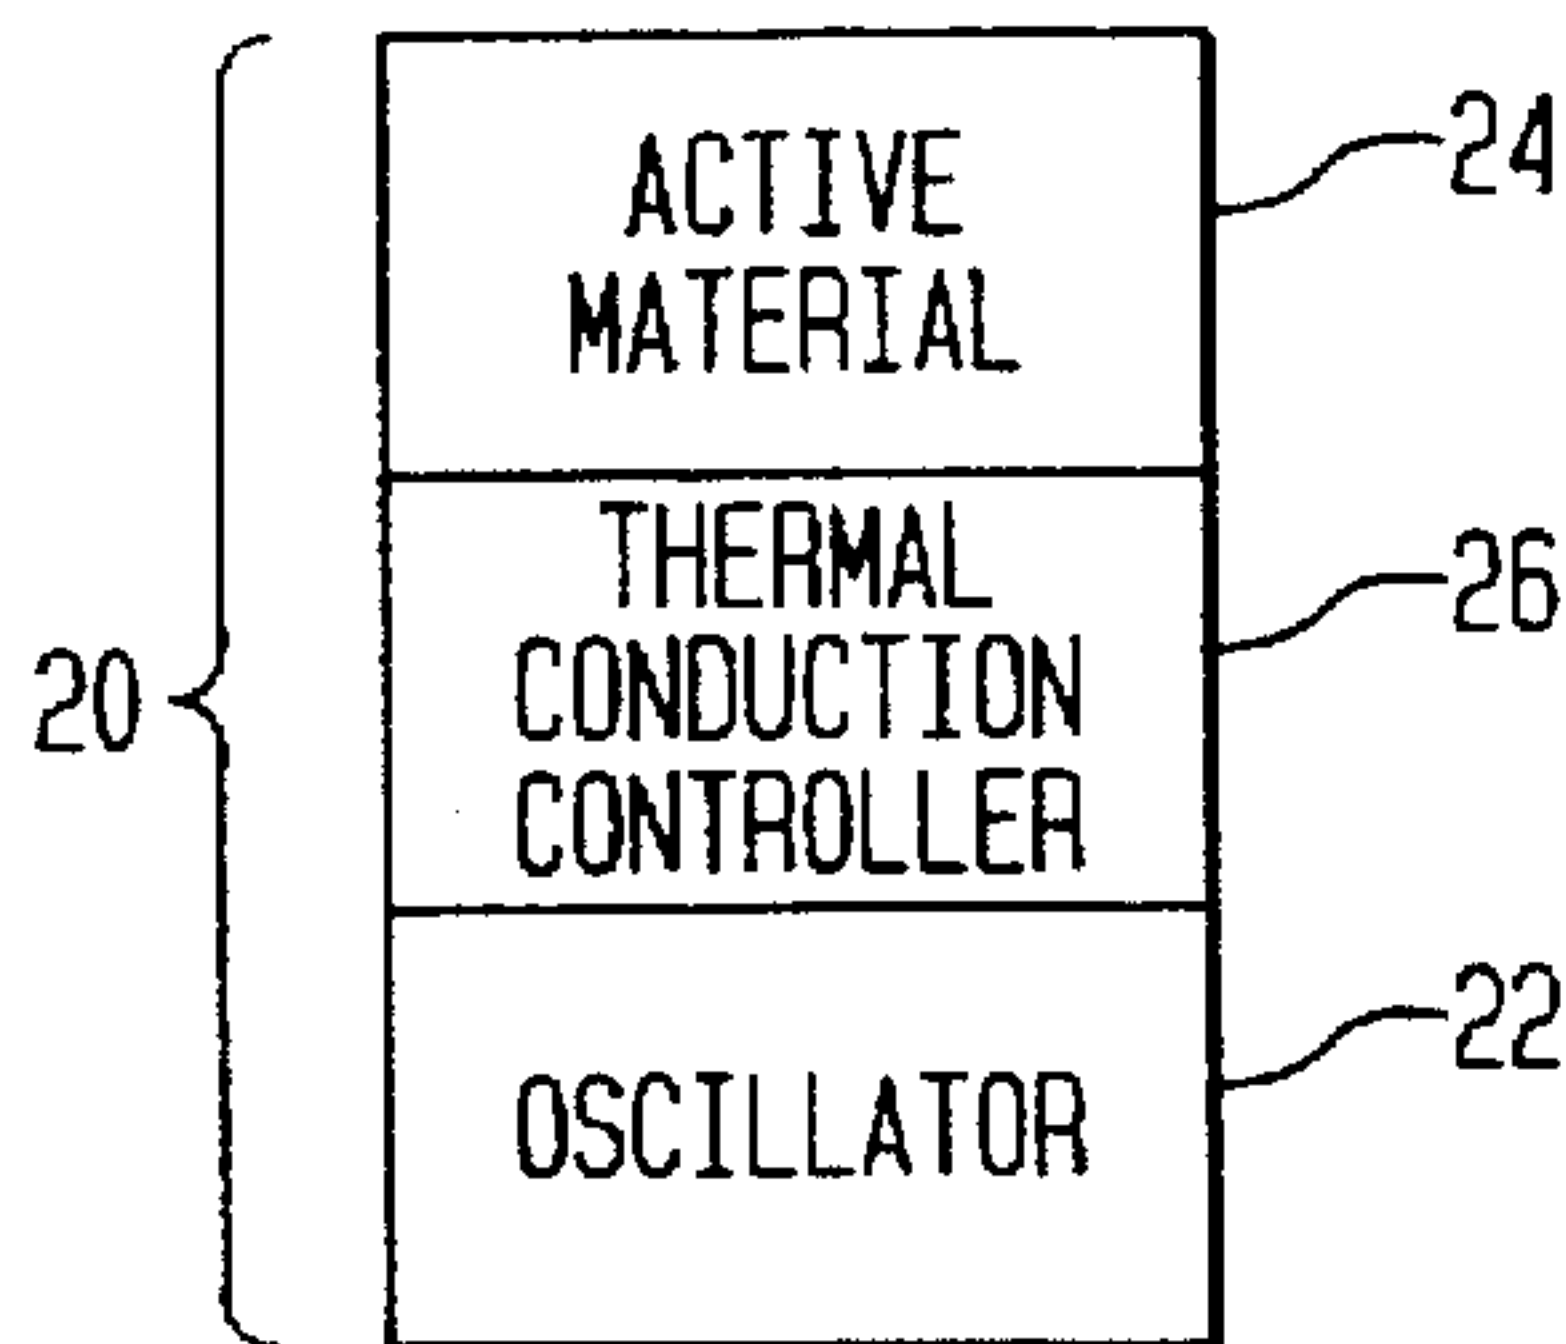 ACTIVE
MATERIAL
24
THERMAL
CONDUCTION
CONTROLLER
26
20
OSCILLATOR
22